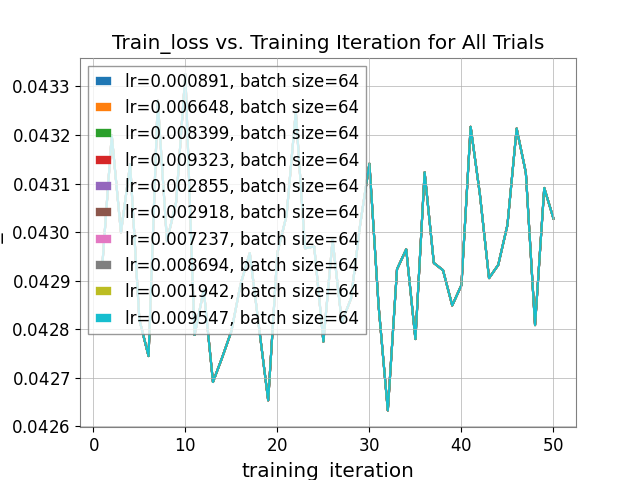 Train_loss vs. Training Iteration for All Trials
0.0433
0.0432
0.0431
0.0430
0.0429
0.0428
0.0427
0.0426
lr=0.000891, batch size=64
lr=0.006648, batch size=64
lr=0.008399, batch size=64
lr=0.009323, batch size=64
lr=0.002855, batch size=64
lr=0.002918, batch size=64
lr=0.007237, batch size=64
lr=0.008694, batch size=64
lr=0.001942, batch size=64
lr=0.009547, batch size=64
0 10 20 30 40 50
training_iteration